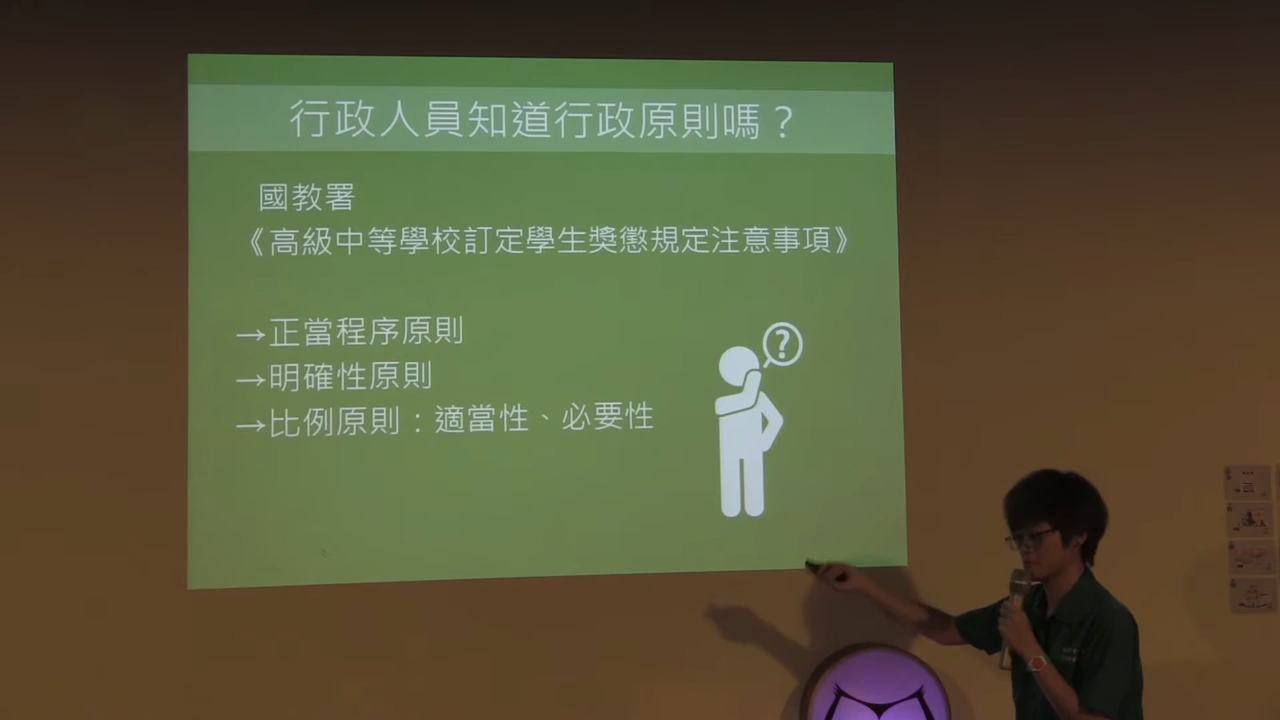 行政人員知道行政原則嗎？
國教署
《高級中等學校訂定學生獎懲規定注意事項》
→正當程序原則
→明確性原則
→比例原則：適當性、必要性
?